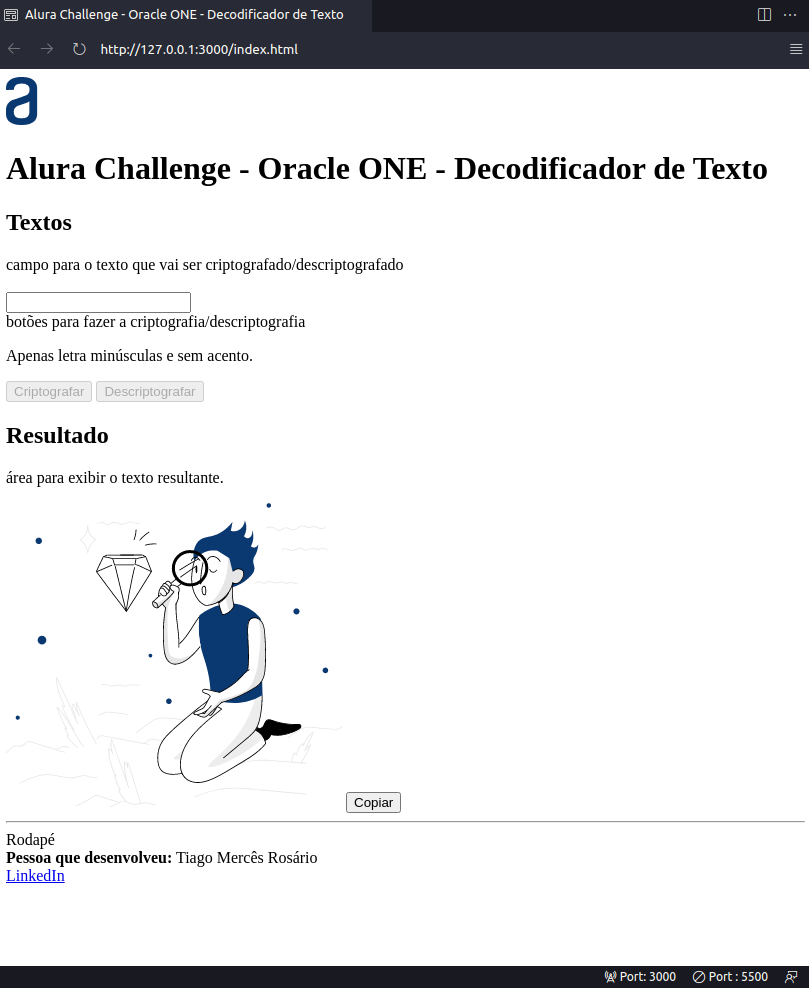 Alura Challenge - Oracle ONE - Decodificador de Texto
http://127.0.0.1:3000/index.html
a
Alura Challenge - Oracle ONE - Decodificador de Texto
Textos
campo para o texto que vai ser criptografado/descriptografado
botões para fazer a criptografia/descriptografia
Apenas letra minúsculas e sem acento.
Criptografar Descriptografar
Resultado
área para exibir o texto resultante.
Copiar
Rodapé
Pessoa que desenvolveu: Tiago Mercês Rosário
LinkedIn
Port: 3000 Port : 5500